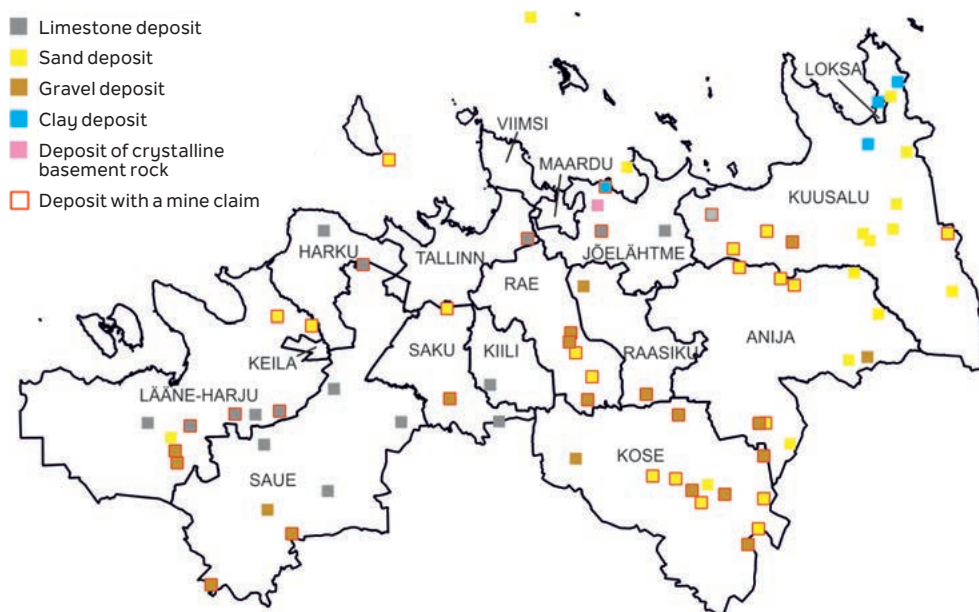 Limestone deposit
Sand deposit
Gravel deposit
Clay deposit
Deposit of crystalline
basement rock
Deposit with a mine claim
LOKSA
VIIMSI
MAARDU
KUUSALU
HARKU
TALLINN
JÕELÄHTME
RAE
ANIJA
SAKU
KIILI
RAASIKU
KEILA
LÄÄNE-HARJU
KOSE
SAUE